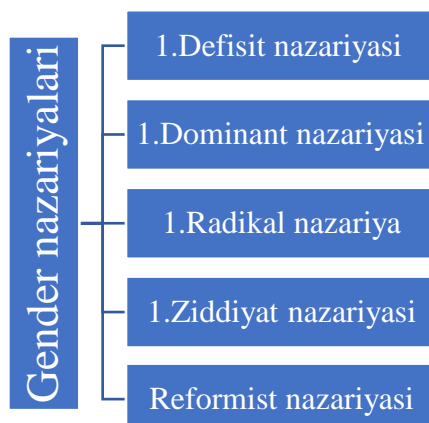 Gender nazariyalari
1.Defisit nazariyasi
1.Dominant nazariyasi
1.Radikal nazariya
1.Ziddiyat nazariyasi
Reformist nazariyasi